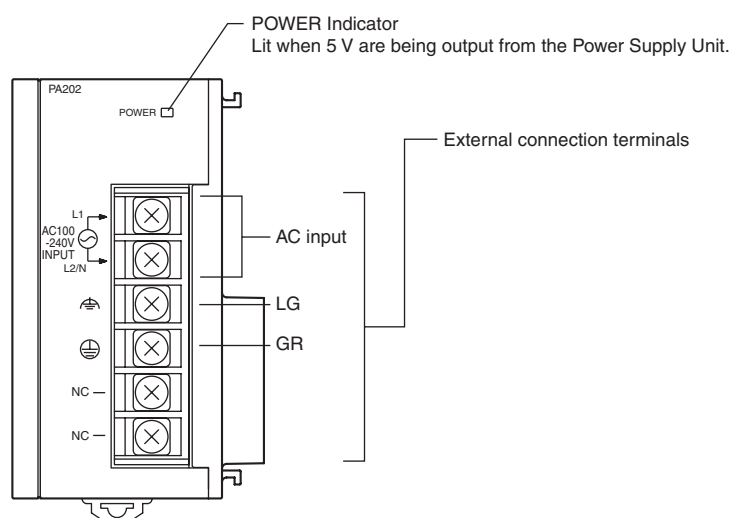 POWER Indicator
Lit when 5 V are being output from the Power Supply Unit.
PA202
POWER
External connection terminals
L1
AC100
-240V
INPUT
L2/N
AC input
LG
GR
NC
NC